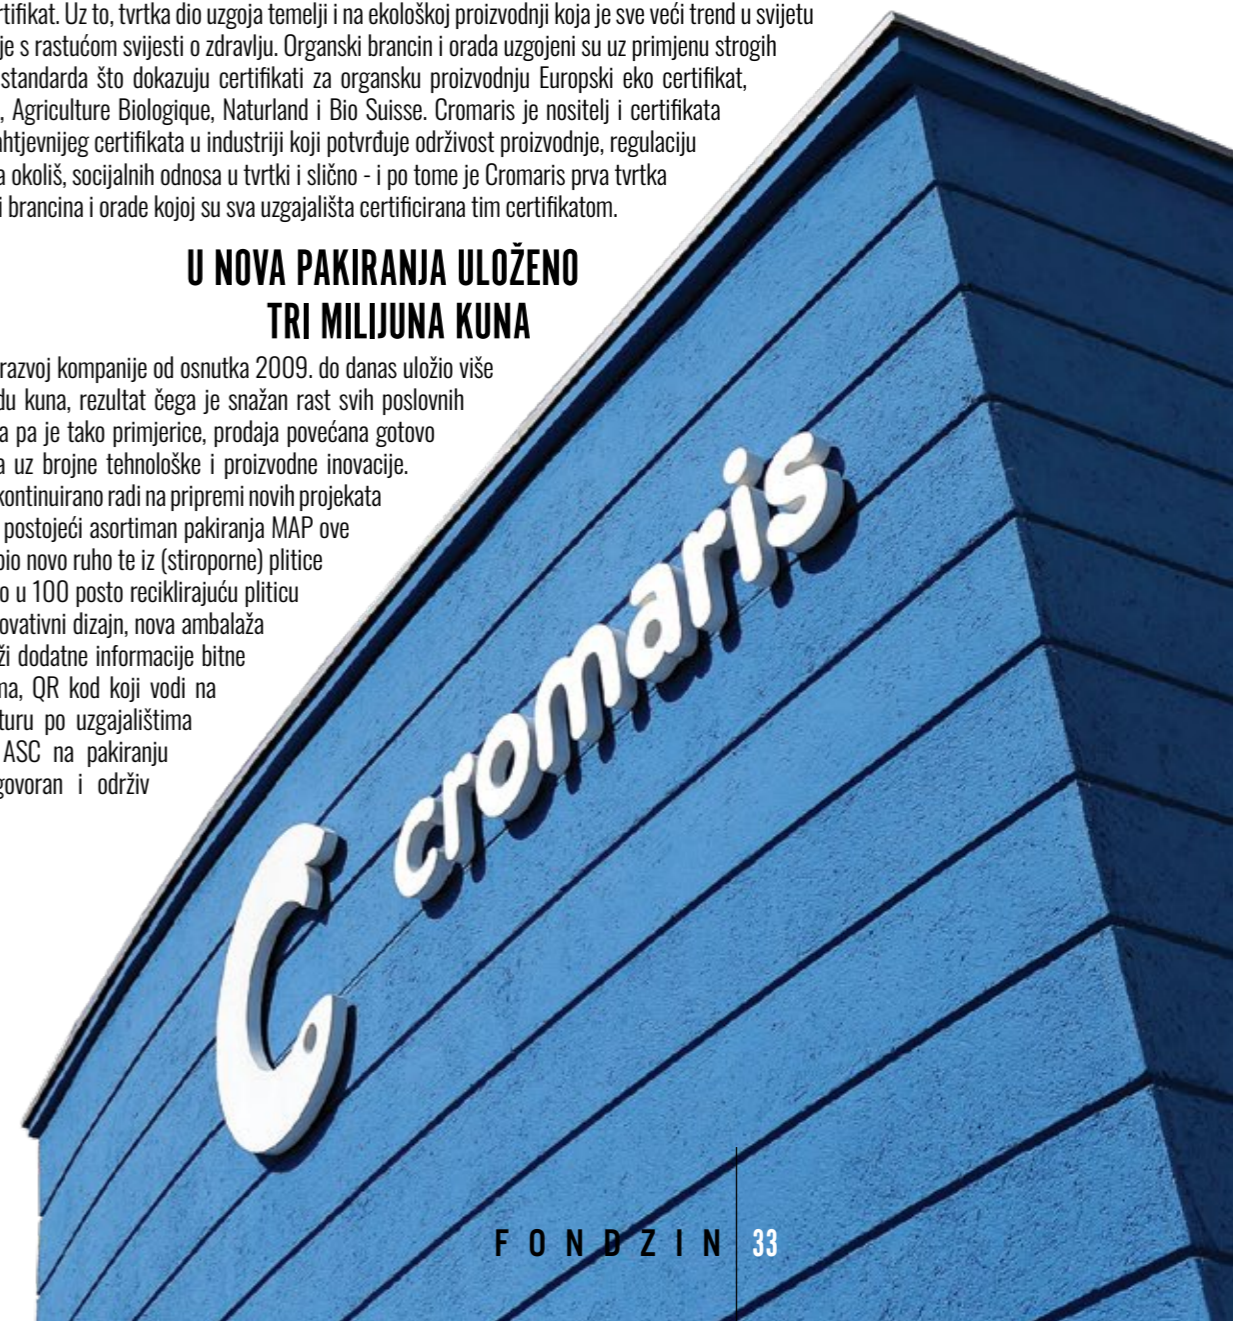 rtifikat. Uz to, tvrtka dio uzgoja temelji i na ekološkoj proizvodnji koja je sve veći trend u svijetu
je s rastućom svijesti o zdravlju. Organski brancin i orada uzgojeni su uz primjenu strogih
standarda što dokazuju certifikati za organsku proizvodnju Europski eko certifikat,
, Agriculture Biologique, Naturland i Bio Suisse. Cromaris je nositelj i certifikata
ahtjevnijeg certifikata u industriji koji potvrđuje održivost proizvodnje, regulaciju
a okoliš, socijalnih odnosa u tvrtki i slično - i po tome je Cromaris prva tvrtka
i brancina i orade kojoj su sva uzgajališta certificirana tim certifikatom.
U NOVA PAKIRANJA ULOŽENO
TRI MILIJUNA KUNA
razvoj kompanije od osnutka 2009. do danas uložio više
du kuna, rezultat čega je snažan rast svih poslovnih
a pa je tako primjerice, prodaja povećana gotovo
a uz brojne tehnološke i proizvodne inovacije.
kontinuirano radi na pripremi novih projekata
postojeći asortiman pakiranja MAP ove
bio novo ruho te iz (stiroporne) plitice
o u 100 posto reciklirajuću pliticu
ovativni dizajn, nova ambalaža
ži dodatne informacije bitne
ma, QR kod koji vodi na
turu po uzgajalištima
ASC na pakiranju
govoran i održiv
cromaris
FONDZIN 33